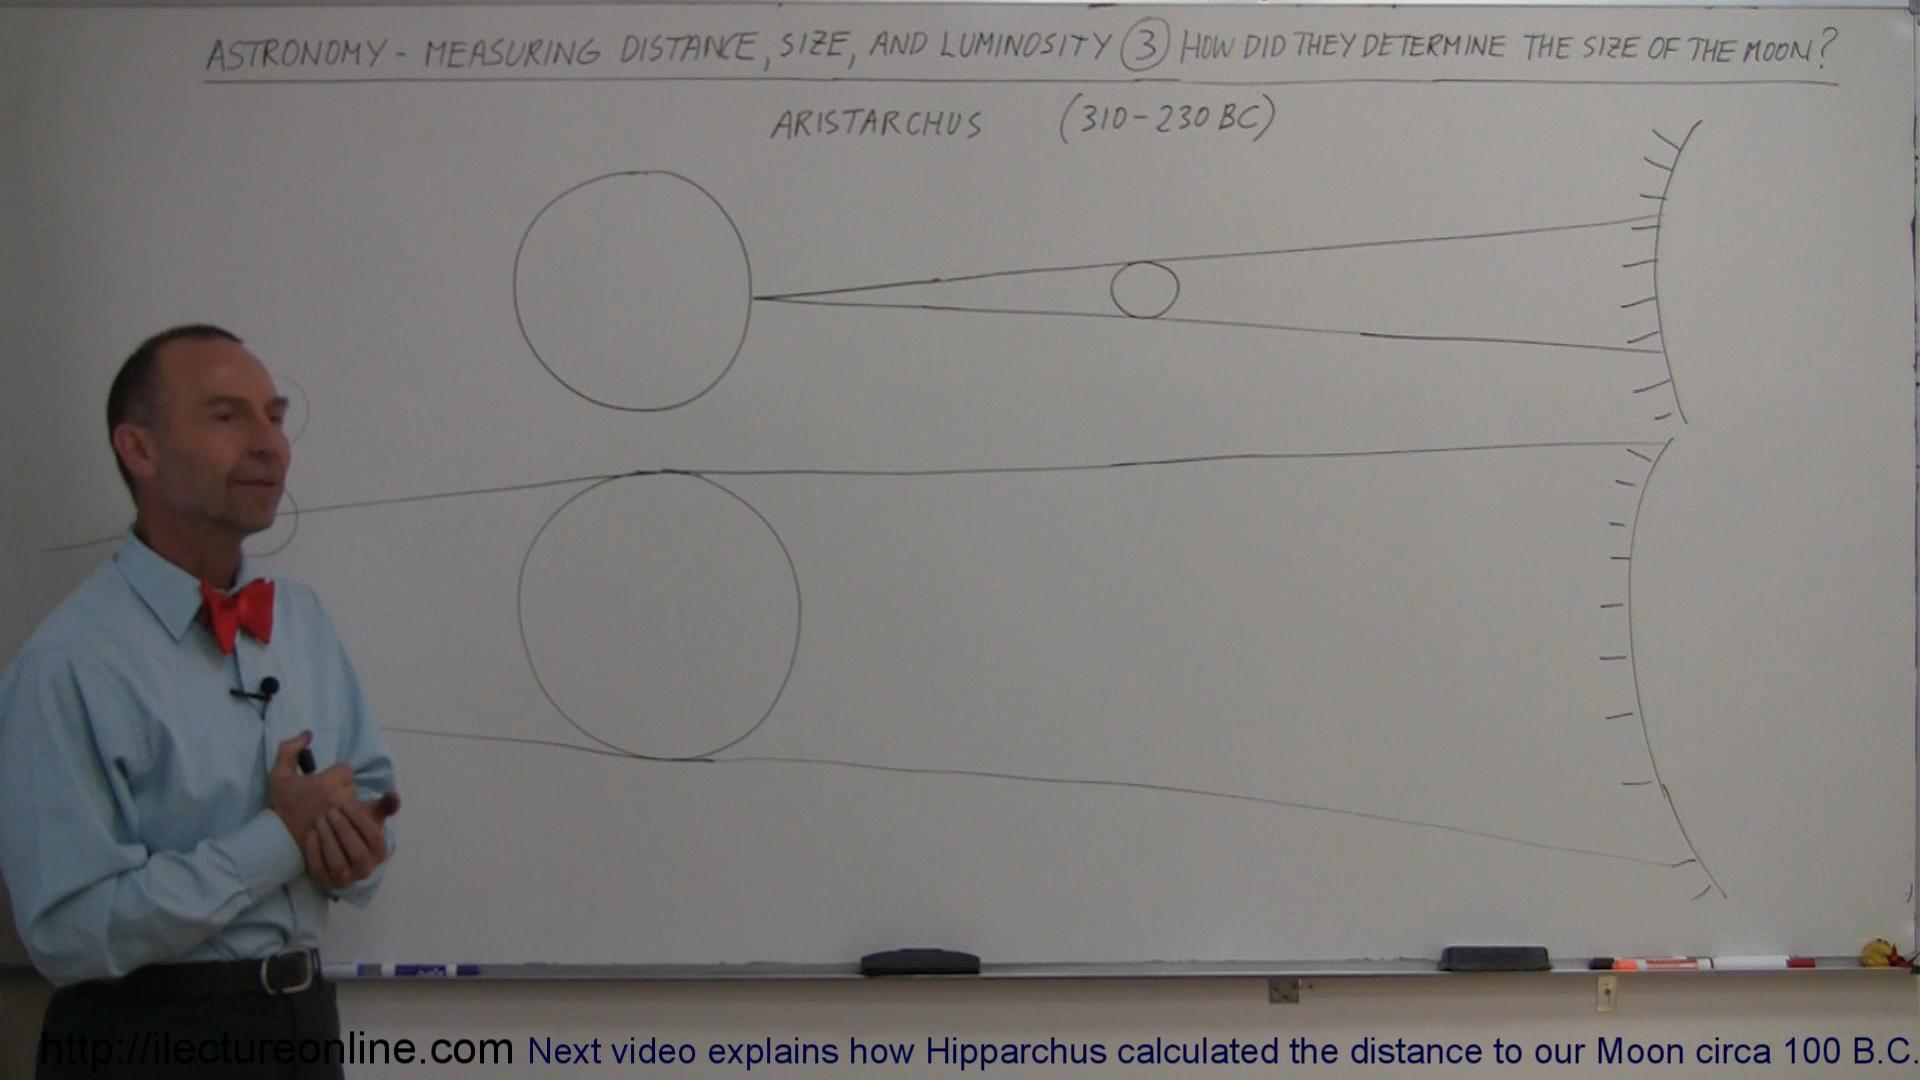 ASTRONOMY - MEASURING DISTANCE, SIZE, AND LUMINOSITY ③ HOW DID THEY DETERMINE THE SIZE OF THE MOON?
ARISTARCHUS (310-230 BC)
http://ilectureonline.com Next video explains how Hipparchus calculated the distance to our Moon circa 100 B.C.